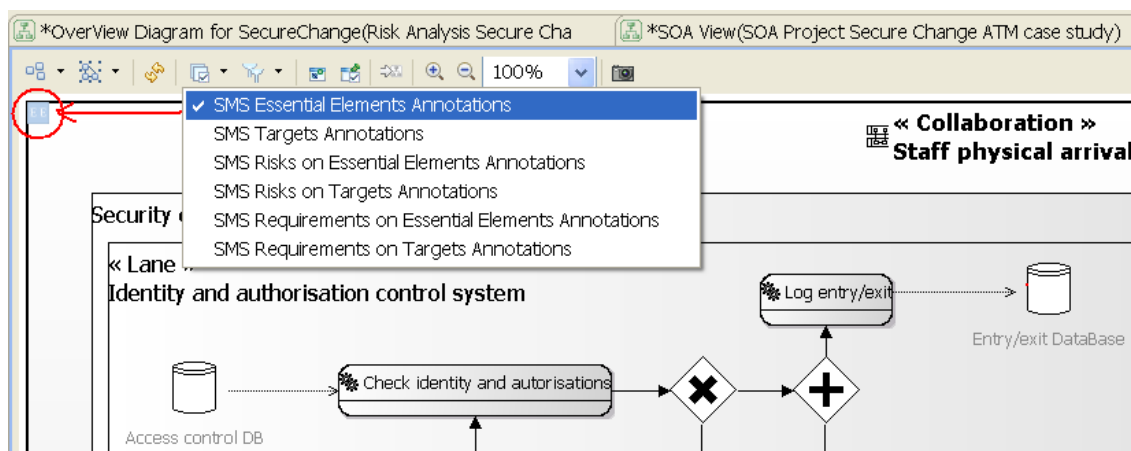 *OverView Diagram for SecureChange(Risk Analysis Secure Cha
*SOA View(SOA Project Secure Change ATM case study)
100%
EE
SMS Essential Elements Annotations
SMS Targets Annotations
SMS Risks on Essential Elements Annotations
SMS Risks on Targets Annotations
SMS Requirements on Essential Elements Annotations
SMS Requirements on Targets Annotations
« Collaboration »
Staff physical arrival
Security
« Lane »
Identity and authorisation control system
Log entry/exit
Entry/exit DataBase
Check identity and autorisations
Access control DB